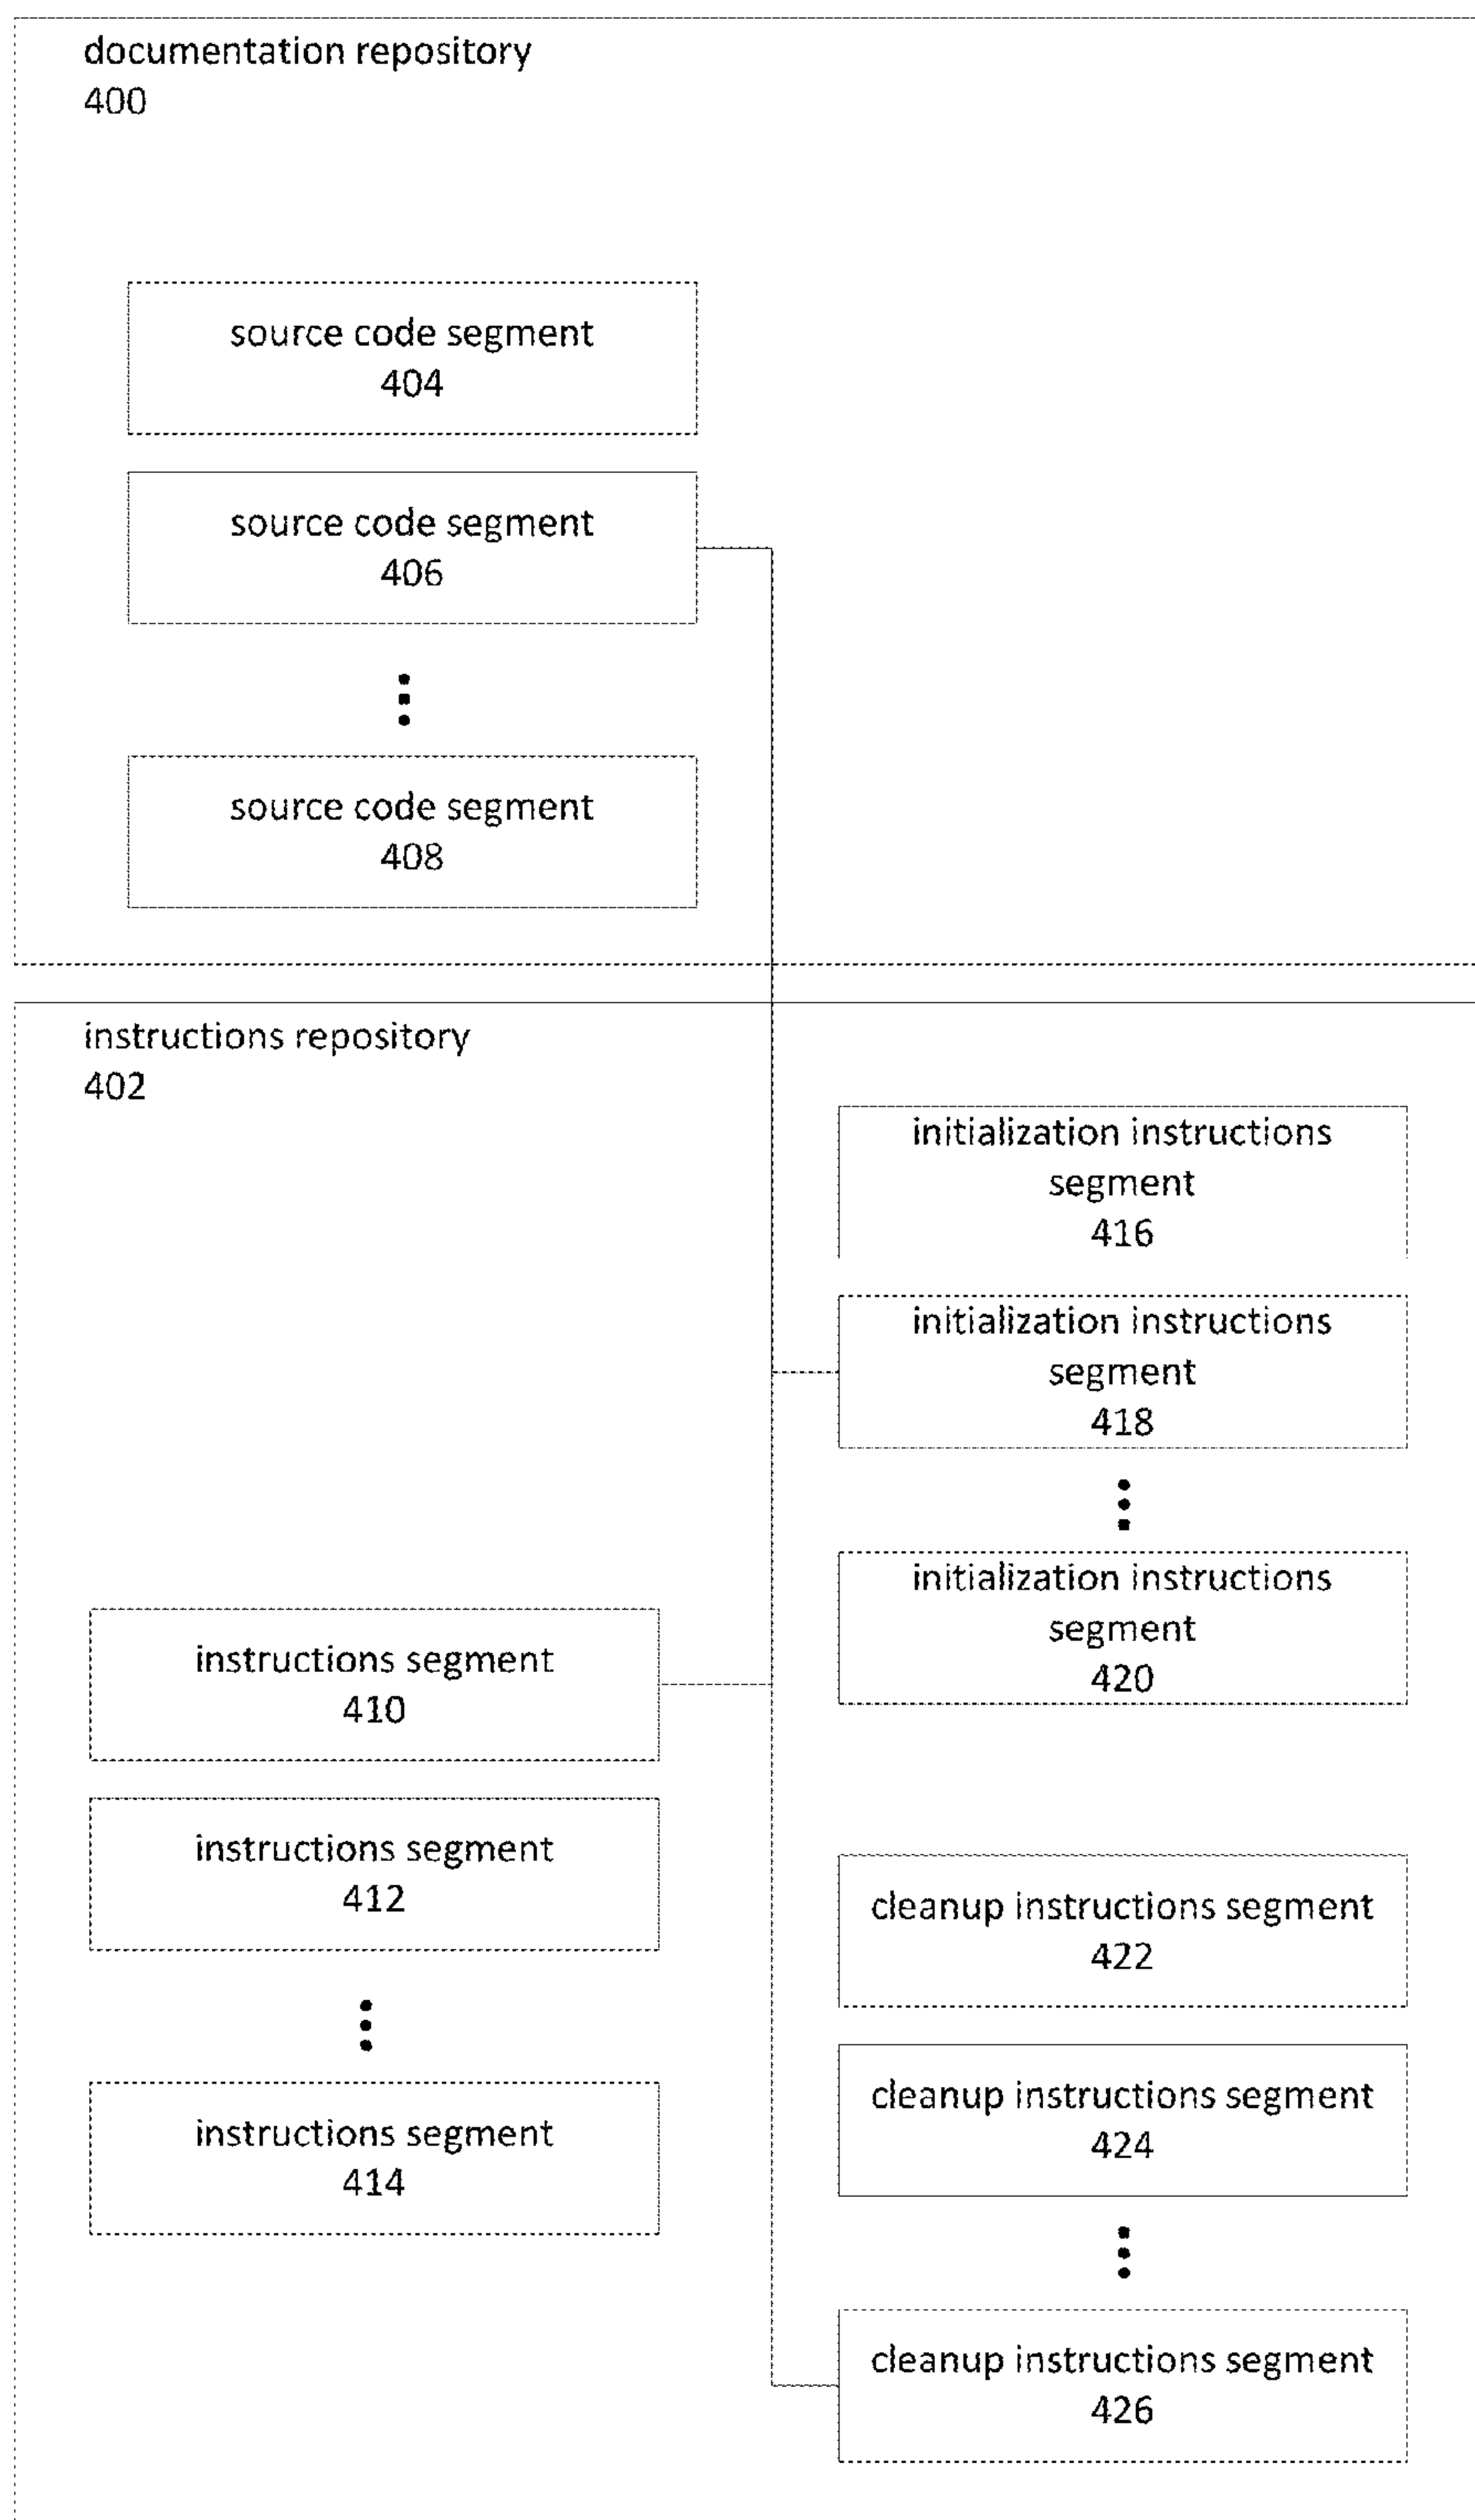 documentation repository
400
source code segment
404
source code segment
406
source code segment
408
instructions repository
402
initialization instructions
segment
416
initialization instructions
segment
418
initialization instructions
segment
420
instructions segment
410
instructions segment
412
instructions segment
414
cleanup instructions segment
422
cleanup instructions segment
424
cleanup instructions segment
426